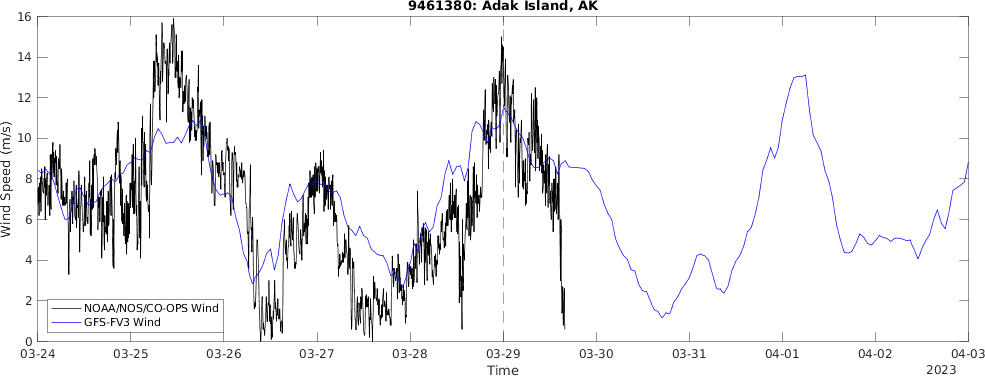 9461380: Adak Island, AK
Wind Speed (m/s)
16
14
12
10
8
6
4
2
0
NOAA/NOS/CO-OPS Wind
GFS-FV3 Wind
03-24 03-25 03-26 03-27 03-28 03-29 03-30 03-31 04-01 04-02 04-03
Time
2023